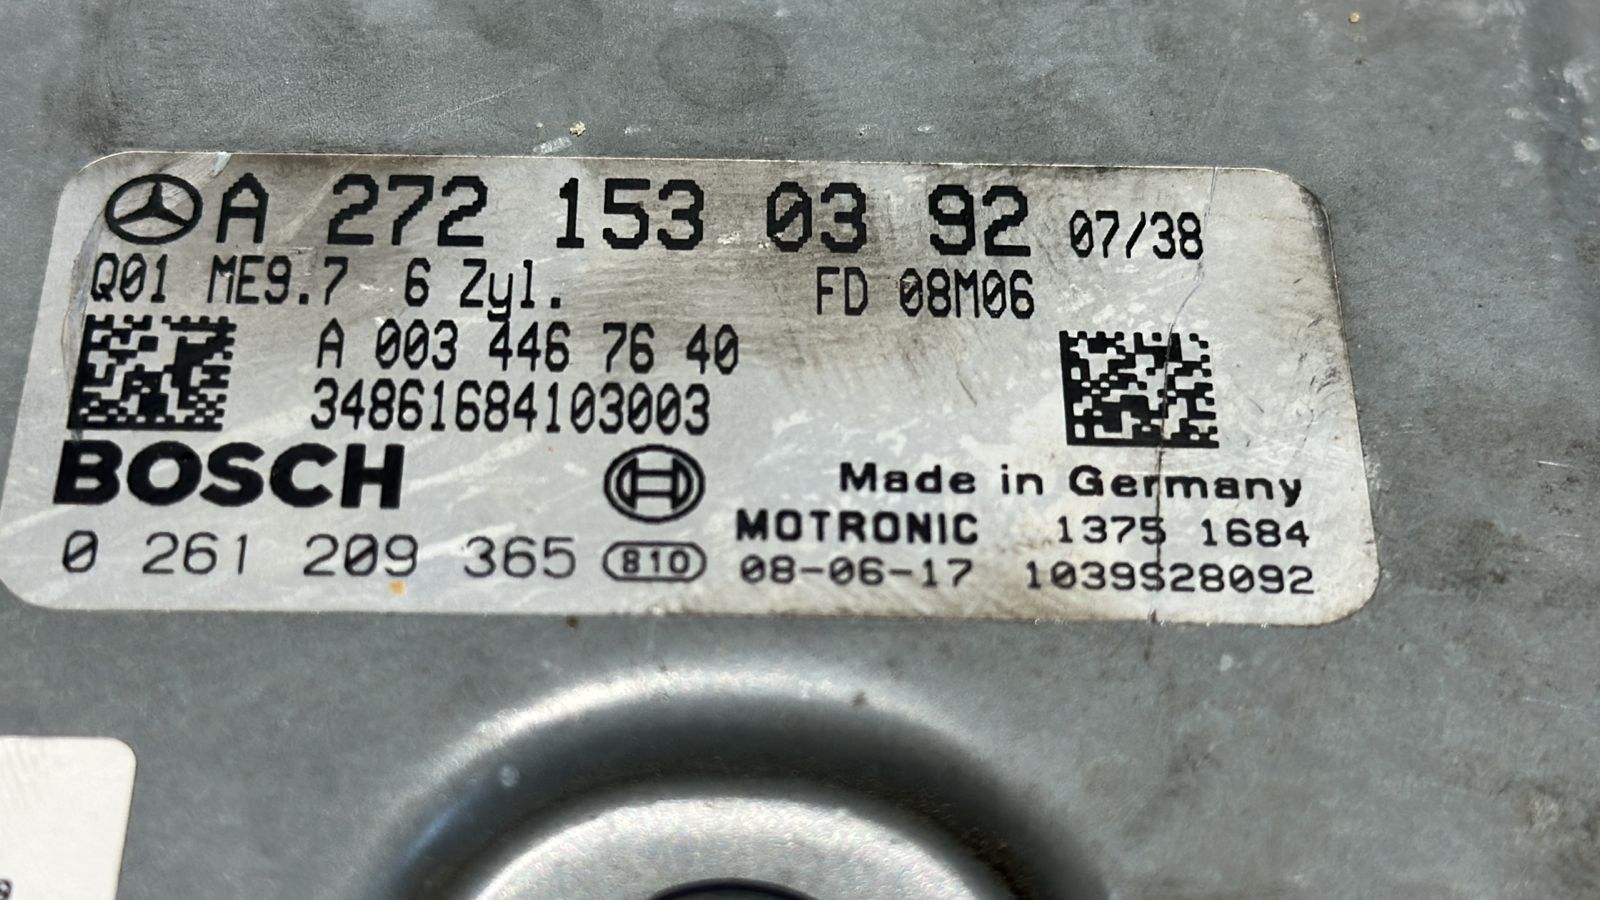 A 272 153 03 92 07/38
Q01 ME9.7 6 Zyl. FD 08M06
A 003 446 76 40
34861684103003
BOSCH
Made in Germany
MOTRONIC 1375 1684
0 261 209 365 810 08-06-17 1039S28092